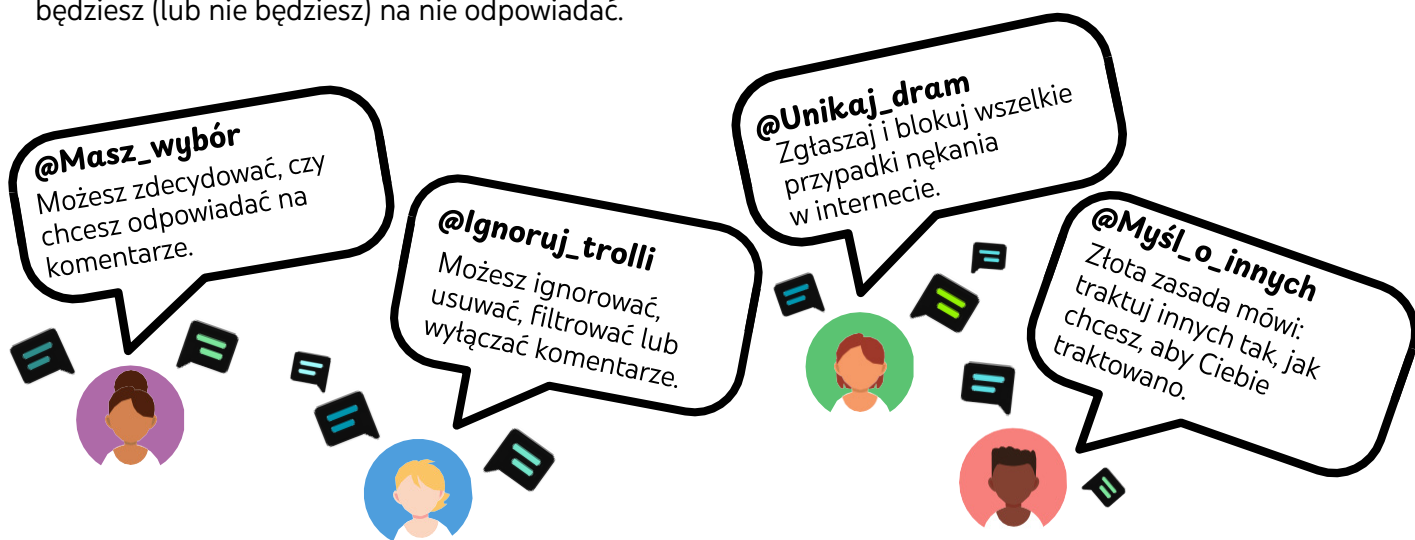 będziesz (lub nie będziesz) na nie odpowiadać.
@Masz_wybór
Możesz zdecydować, czy
chcesz odpowiadać na
komentarze.
@Ignoruj_trolli
Możesz ignorować,
usuwać, filtrować lub
wyłączać komentarze.
@Unikaj_dram
Zgłaszaj i blokuj wszelkie
przypadki nękania
w internecie.
@Myśl_o_innych
Złota zasada mówi:
traktuj innych tak, jak
chcesz, aby Ciebie
traktowano.